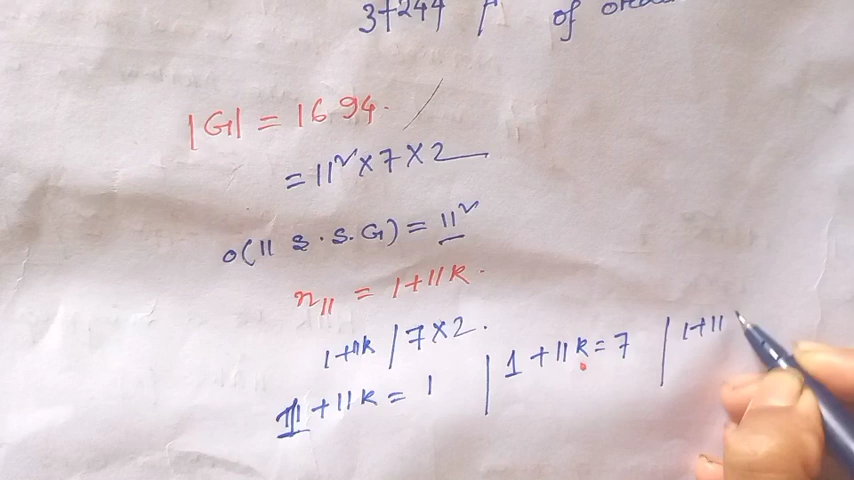 3+244 / of
|G| = 1694.
= 11² × 7 × 2
o(11 S.S.G) = 11²
n₁₁ = 1+11k.
1+11k / 7×2.
1+11k = 1 | 1+11k = 7 | 1+11